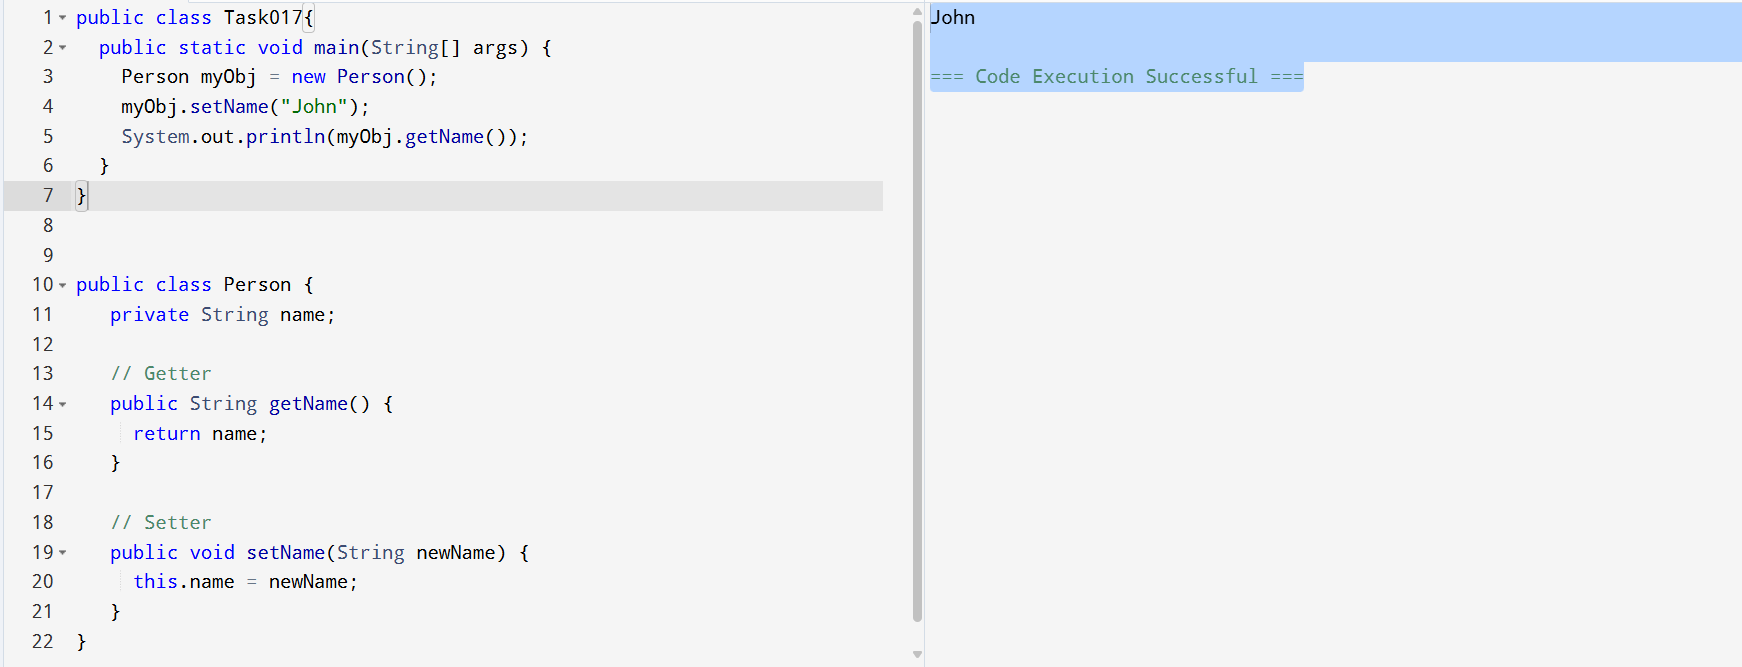 1 public class Task017{
2   public static void main(String[] args) {
3     Person myObj = new Person();
4     myObj.setName("John");
5     System.out.println(myObj.getName());
6   }
7 }
8
9
10 public class Person {
11    private String name;
12
13    // Getter
14    public String getName() {
15      return name;
16    }
17
18    // Setter
19    public void setName(String newName) {
20      this.name = newName;
21    }
22 }
John
=== Code Execution Successful ===